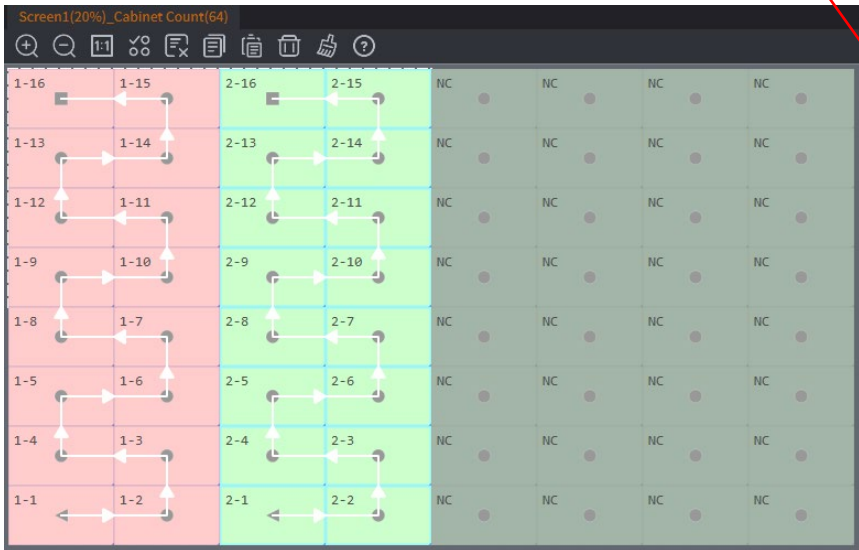 Screen1(20%)_Cabinet Count(64)
1:1
1-16 1-15 2-16 2-15 NC NC NC NC
1-13 1-14 2-13 2-14 NC NC NC NC
1-12 1-11 2-12 2-11 NC NC NC NC
1-9 1-10 2-9 2-10 NC NC NC NC
1-8 1-7 2-8 2-7 NC NC NC NC
1-5 1-6 2-5 2-6 NC NC NC NC
1-4 1-3 2-4 2-3 NC NC NC NC
1-1 1-2 2-1 2-2 NC NC NC NC